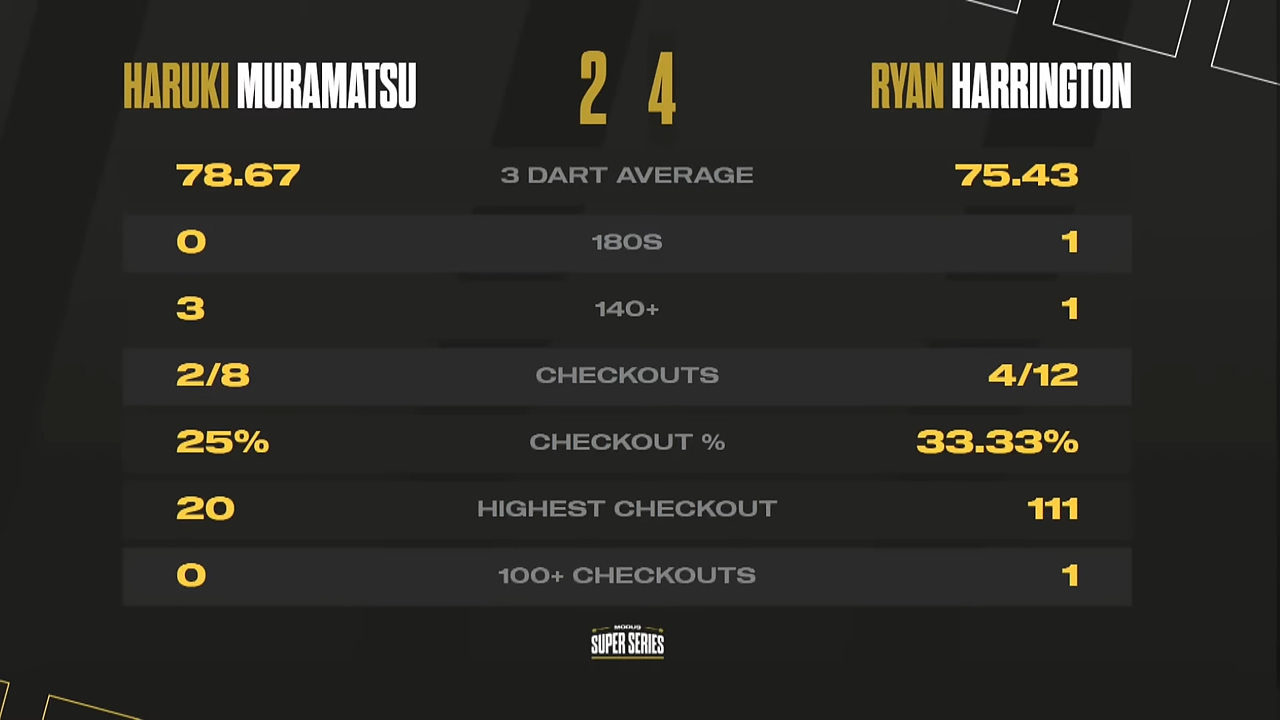 HARUKI MURAMATSU 2 4 RYAN HARRINGTON
78.67 3 DART AVERAGE 75.43
0 180S 1
3 140+ 1
2/8 CHECKOUTS 4/12
25% CHECKOUT % 33.33%
20 HIGHEST CHECKOUT 111
0 100+ CHECKOUTS 1
MODUS
SUPER SERIES